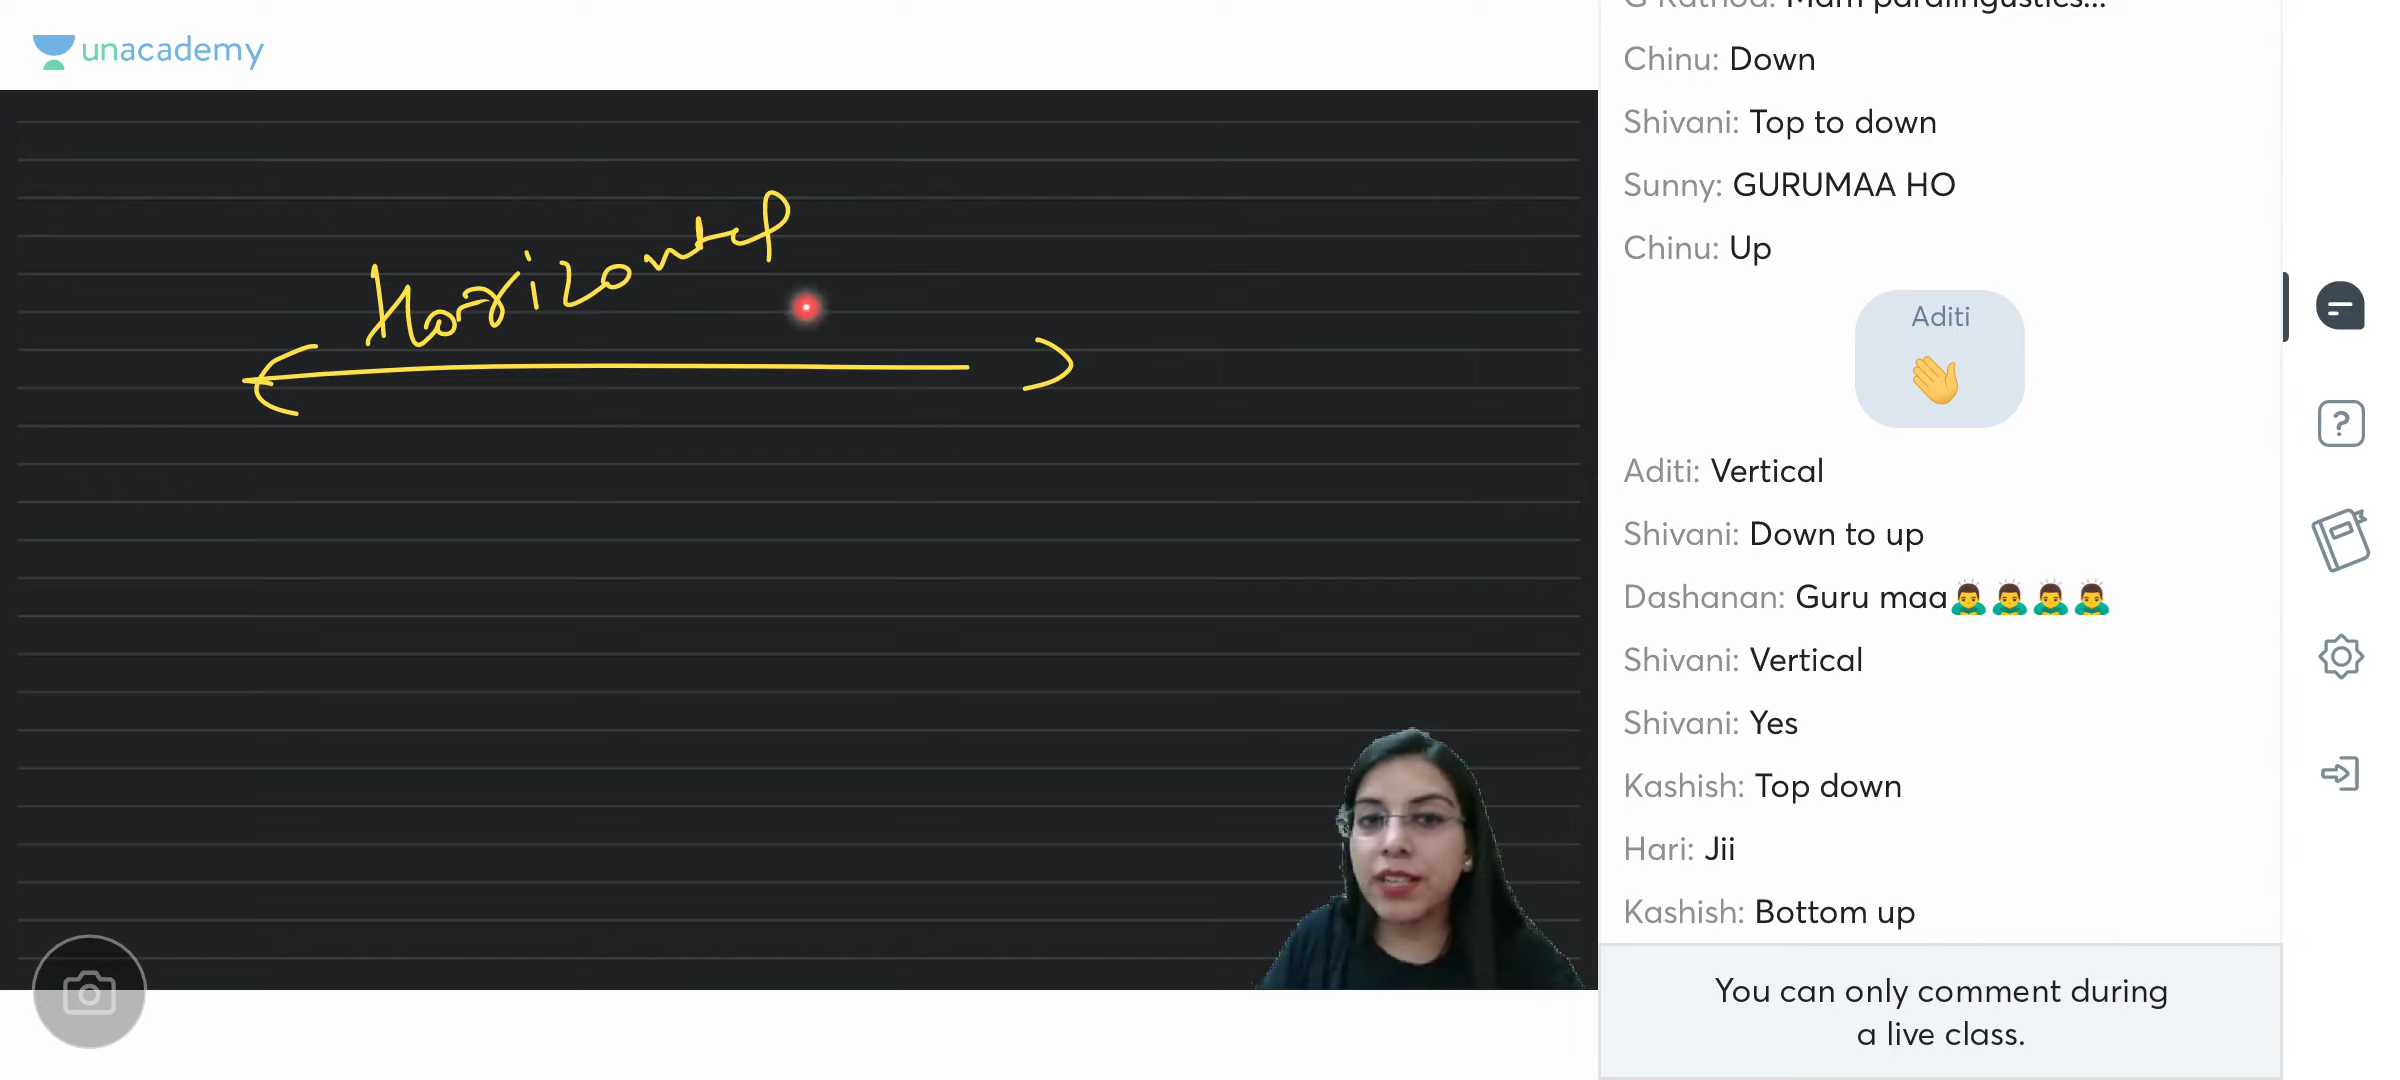 unacademy
Horizontal
Chinu: Down
Shivani: Top to down
Sunny: GURUMAA HO
Chinu: Up
Aditi
👋
Aditi: Vertical
Shivani: Down to up
Dashanan: Guru maa🙇‍♂️🙇‍♂️🙇‍♂️🙇‍♂️
Shivani: Vertical
Shivani: Yes
Kashish: Top down
Hari: Jii
Kashish: Bottom up
You can only comment during
a live class.